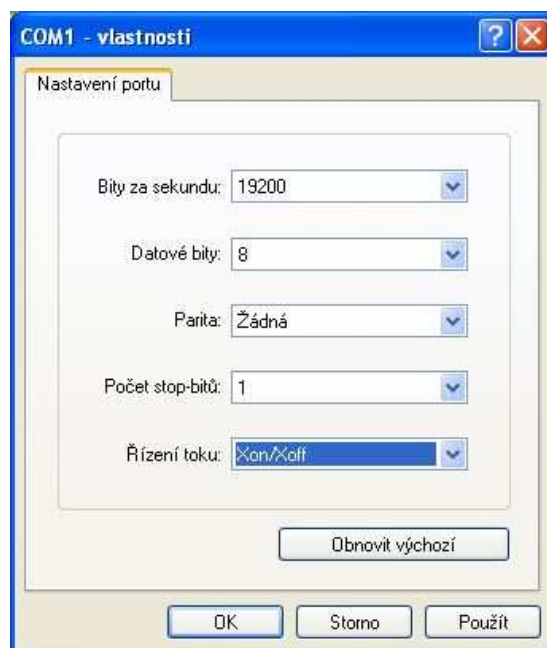 COM1 - vlastnosti
Nastavení portu
Bity za sekundu: 19200
Datové bity: 8
Parita: Žádná
Počet stop-bitů: 1
Řízení toku: Xon/Xoff
Obnovit výchozí
OK Storno Použít